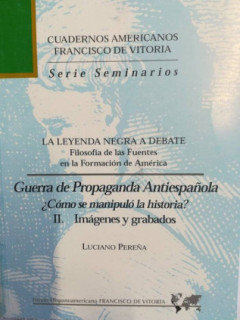 CUADERNOS AMERICANOS
FRANCISCO DE VITORIA
Serie Seminarios
LA LEYENDA NEGRA A DEBATE
Filosofía de las Fuentes
en la Formación de América
Guerra de Propaganda Antiespañola
¿Cómo se manipuló la historia?
II. Imágenes y grabados
LUCIANO PEREÑA
FRANCISCO DE VITORIA